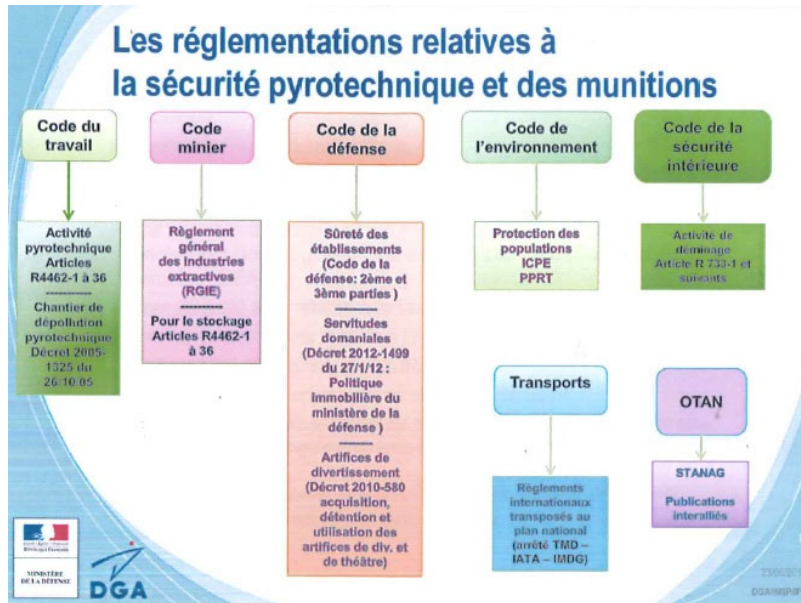 Les réglementations relatives à
la sécurité pyrotechnique et des munitions
Code du
travail
Activité
pyrotechnique
Articles
R4462-1 à 36
----------
Chantier de
dépollution
pyrotechnique
Décret 2005-
1325 du
26/10/05
Code
minier
Règlement
général
des Industries
extractives
(RGIE)
----------
Pour le stockage
Articles R4462-1
à 36
Code de la
défense
Sûreté des
établissements
(Code de la
défense: 2ème et
3ème parties )
----------
Servitudes
domaniales
(Décret 2012-1499
du 27/1/12 :
Politique
Immobilière du
ministère de la
défense )
----------
Artifices de
divertissement
(Décret 2010-580
acquisition,
détention et
utilisation des
artifices de div. et
de théâtre)
Code de
l'environnement
Protection des
populations
ICPE
PPRT
Code de la
sécurité
intérieure
Activité de
déminage
Article R 733-1 et
suivants
Transports
Règlements
internationaux
transposés au
plan national
(arrêté TMD –
IATA – IMDG)
OTAN
STANAG
Publications
interalliés
RÉPUBLIQUE FRANÇAISE
MINISTÈRE
DE LA DÉFENSE
DGA